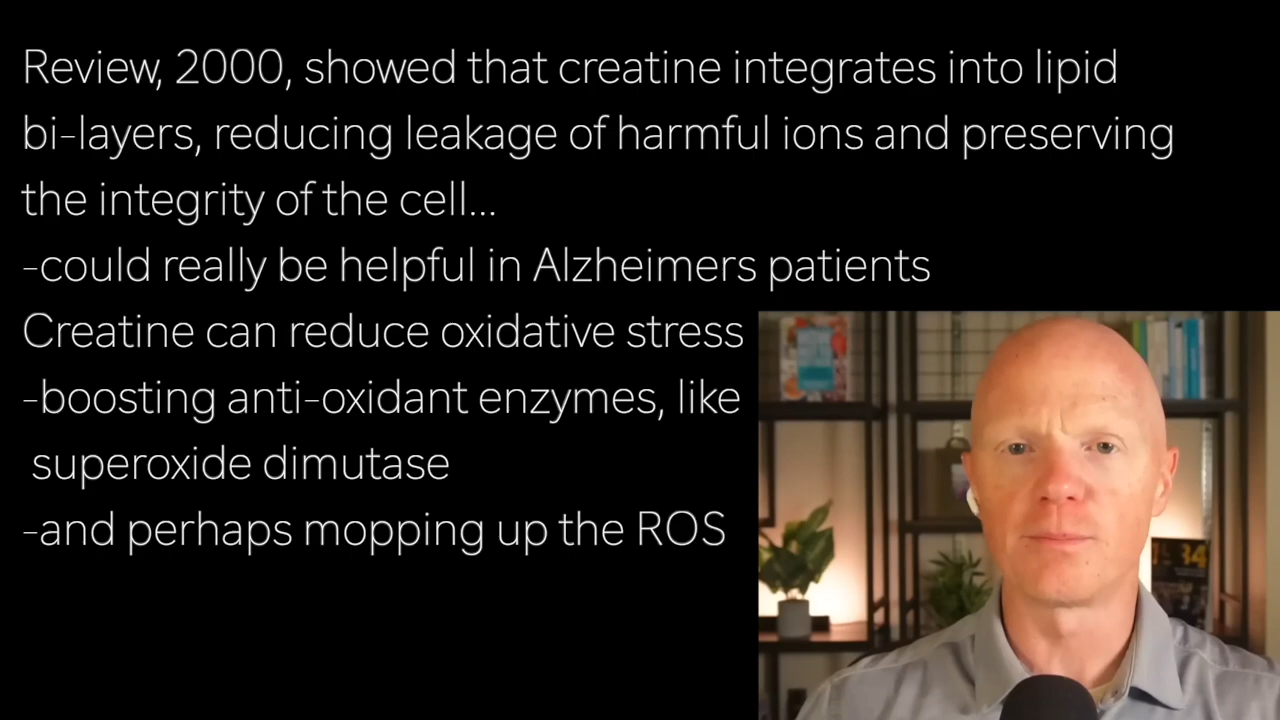 Review, 2000, showed that creatine integrates into lipid
bi-layers, reducing leakage of harmful ions and preserving
the integrity of the cell...
-could really be helpful in Alzheimers patients
Creatine can reduce oxidative stress
-boosting anti-oxidant enzymes, like
superoxide dimutase
-and perhaps mopping up the ROS